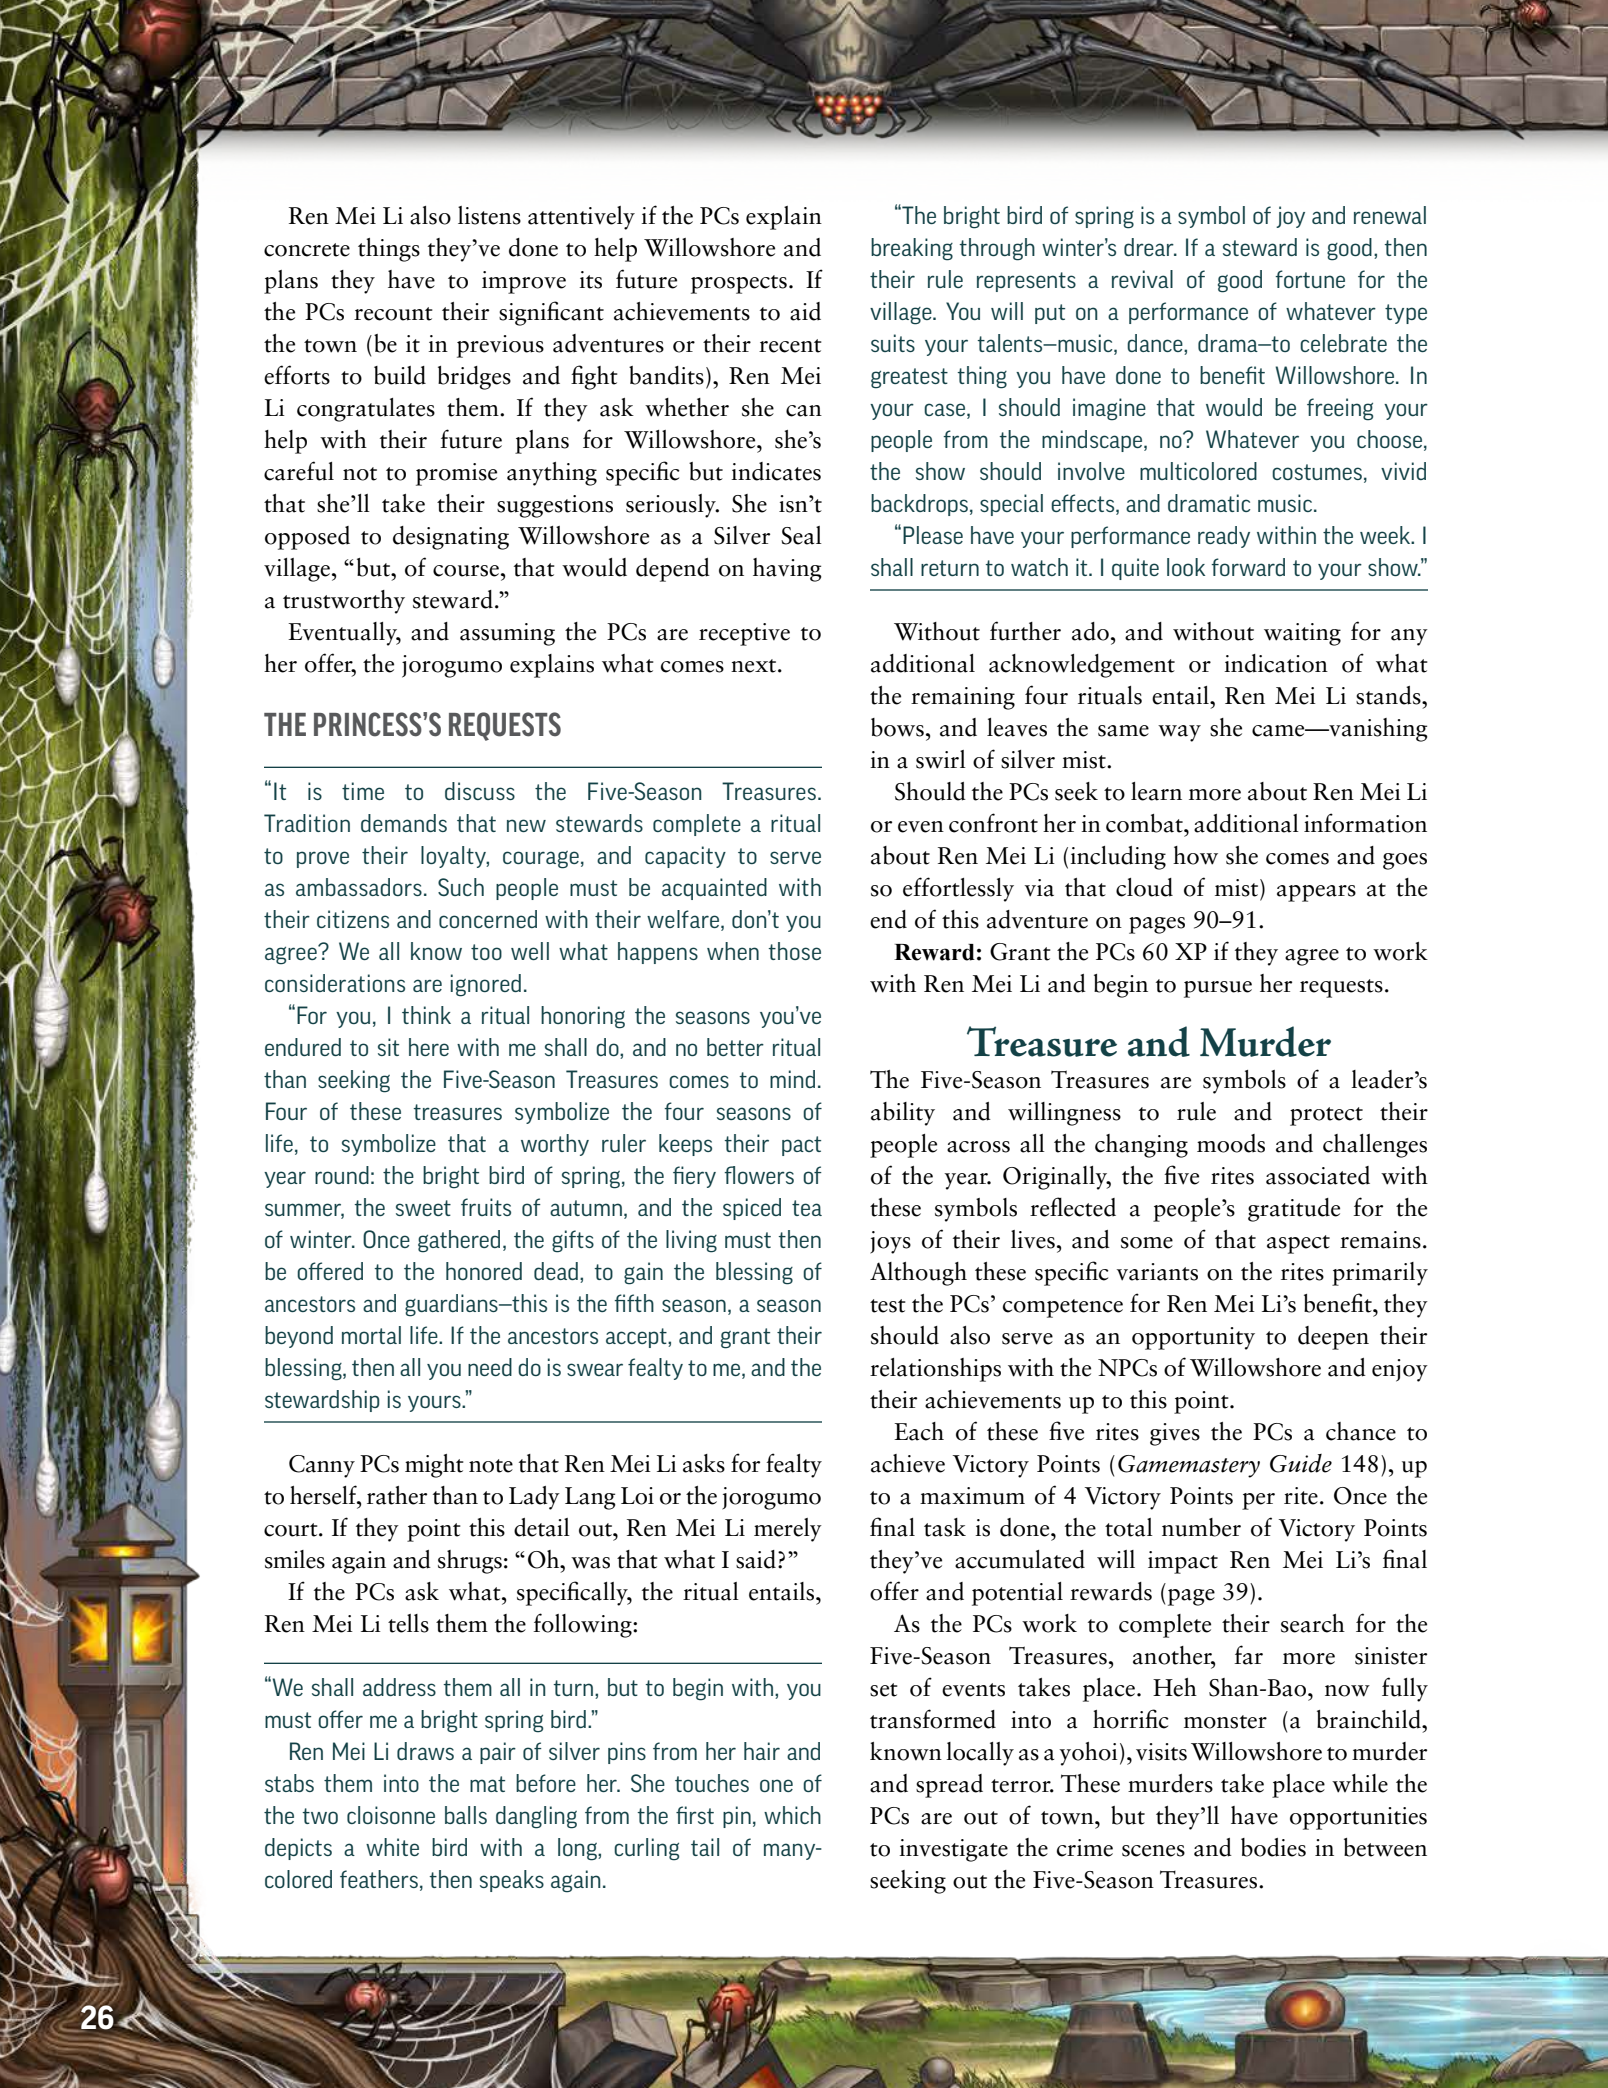 Ren Mei Li also listens attentively if the PCs explain
concrete things they’ve done to help Willowshore and
plans they have to improve its future prospects. If
the PCs recount their significant achievements to aid
the town (be it in previous adventures or their recent
efforts to build bridges and fight bandits), Ren Mei
Li congratulates them. If they ask whether she can
help with their future plans for Willowshore, she’s
careful not to promise anything specific but indicates
that she’ll take their suggestions seriously. She isn’t
opposed to designating Willowshore as a Silver Seal
village, “but, of course, that would depend on having
a trustworthy steward.”
Eventually, and assuming the PCs are receptive to
her offer, the jorogumo explains what comes next.
THE PRINCESS’S REQUESTS
“It is time to discuss the Five-Season Treasures.
Tradition demands that new stewards complete a ritual
to prove their loyalty, courage, and capacity to serve
as ambassadors. Such people must be acquainted with
their citizens and concerned with their welfare, don’t you
agree? We all know too well what happens when those
considerations are ignored.
“For you, I think a ritual honoring the seasons you’ve
endured to sit here with me shall do, and no better ritual
than seeking the Five-Season Treasures comes to mind.
Four of these treasures symbolize the four seasons of
life, to symbolize that a worthy ruler keeps their pact
year round: the bright bird of spring, the fiery flowers of
summer, the sweet fruits of autumn, and the spiced tea
of winter. Once gathered, the gifts of the living must then
be offered to the honored dead, to gain the blessing of
ancestors and guardians—this is the fifth season, a season
beyond mortal life. If the ancestors accept, and grant their
blessing, then all you need do is swear fealty to me, and the
stewardship is yours.”
Canny PCs might note that Ren Mei Li asks for fealty
to herself, rather than to Lady Lang Loi or the jorogumo
court. If they point this detail out, Ren Mei Li merely
smiles again and shrugs: “Oh, was that what I said?”
If the PCs ask what, specifically, the ritual entails,
Ren Mei Li tells them the following:
“We shall address them all in turn, but to begin with, you
must offer me a bright spring bird.”
Ren Mei Li draws a pair of silver pins from her hair and
stabs them into the mat before her. She touches one of
the two cloisonne balls dangling from the first pin, which
depicts a white bird with a long, curling tail of many-
colored feathers, then speaks again.
“The bright bird of spring is a symbol of joy and renewal
breaking through winter’s drear. If a steward is good, then
their rule represents a revival of good fortune for the
village. You will put on a performance of whatever type
suits your talents—music, dance, drama—to celebrate the
greatest thing you have done to benefit Willowshore. In
your case, I should imagine that would be freeing your
people from the mindscape, no? Whatever you choose,
the show should involve multicolored costumes, vivid
backdrops, special effects, and dramatic music.
“Please have your performance ready within the week. I
shall return to watch it. I quite look forward to your show.”
Without further ado, and without waiting for any
additional acknowledgement or indication of what
the remaining four rituals entail, Ren Mei Li stands,
bows, and leaves the same way she came—vanishing
in a swirl of silver mist.
Should the PCs seek to learn more about Ren Mei Li
or even confront her in combat, additional information
about Ren Mei Li (including how she comes and goes
so effortlessly via that cloud of mist) appears at the
end of this adventure on pages 90–91.
Reward: Grant the PCs 60 XP if they agree to work
with Ren Mei Li and begin to pursue her requests.
Treasure and Murder
The Five-Season Treasures are symbols of a leader’s
ability and willingness to rule and protect their
people across all the changing moods and challenges
of the year. Originally, the five rites associated with
these symbols reflected a people’s gratitude for the
joys of their lives, and some of that aspect remains.
Although these specific variants on the rites primarily
test the PCs’ competence for Ren Mei Li’s benefit, they
should also serve as an opportunity to deepen their
relationships with the NPCs of Willowshore and enjoy
their achievements up to this point.
Each of these five rites gives the PCs a chance to
achieve Victory Points (Gamemastery Guide 148), up
to a maximum of 4 Victory Points per rite. Once the
final task is done, the total number of Victory Points
they’ve accumulated will impact Ren Mei Li’s final
offer and potential rewards (page 39).
As the PCs work to complete their search for the
Five-Season Treasures, another, far more sinister
set of events takes place. Heh Shan-Bao, now fully
transformed into a horrific monster (a brainchild,
known locally as a yohoi), visits Willowshore to murder
and spread terror. These murders take place while the
PCs are out of town, but they’ll have opportunities
to investigate the crime scenes and bodies in between
seeking out the Five-Season Treasures.
26